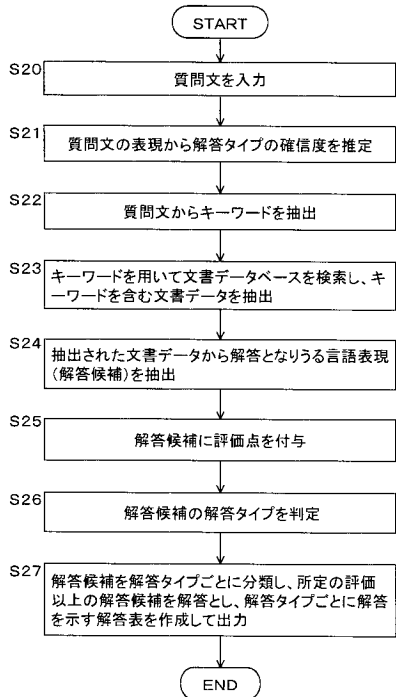 START
S20
質問文を入力
S21
質問文の表現から解答タイプの確信度を推定
S22
質問文からキーワードを抽出
S23
キーワードを用いて文書データベースを検索し、キ
ーワードを含む文書データを抽出
S24
抽出された文書データから解答となりうる言語表現
(解答候補)を抽出
S25
解答候補に評価点を付与
S26
解答候補の解答タイプを判定
S27
解答候補を解答タイプごとに分類し、所定の評価
以上の解答候補を解答とし、解答タイプごとに解答
を示す解答表を作成して出力
END